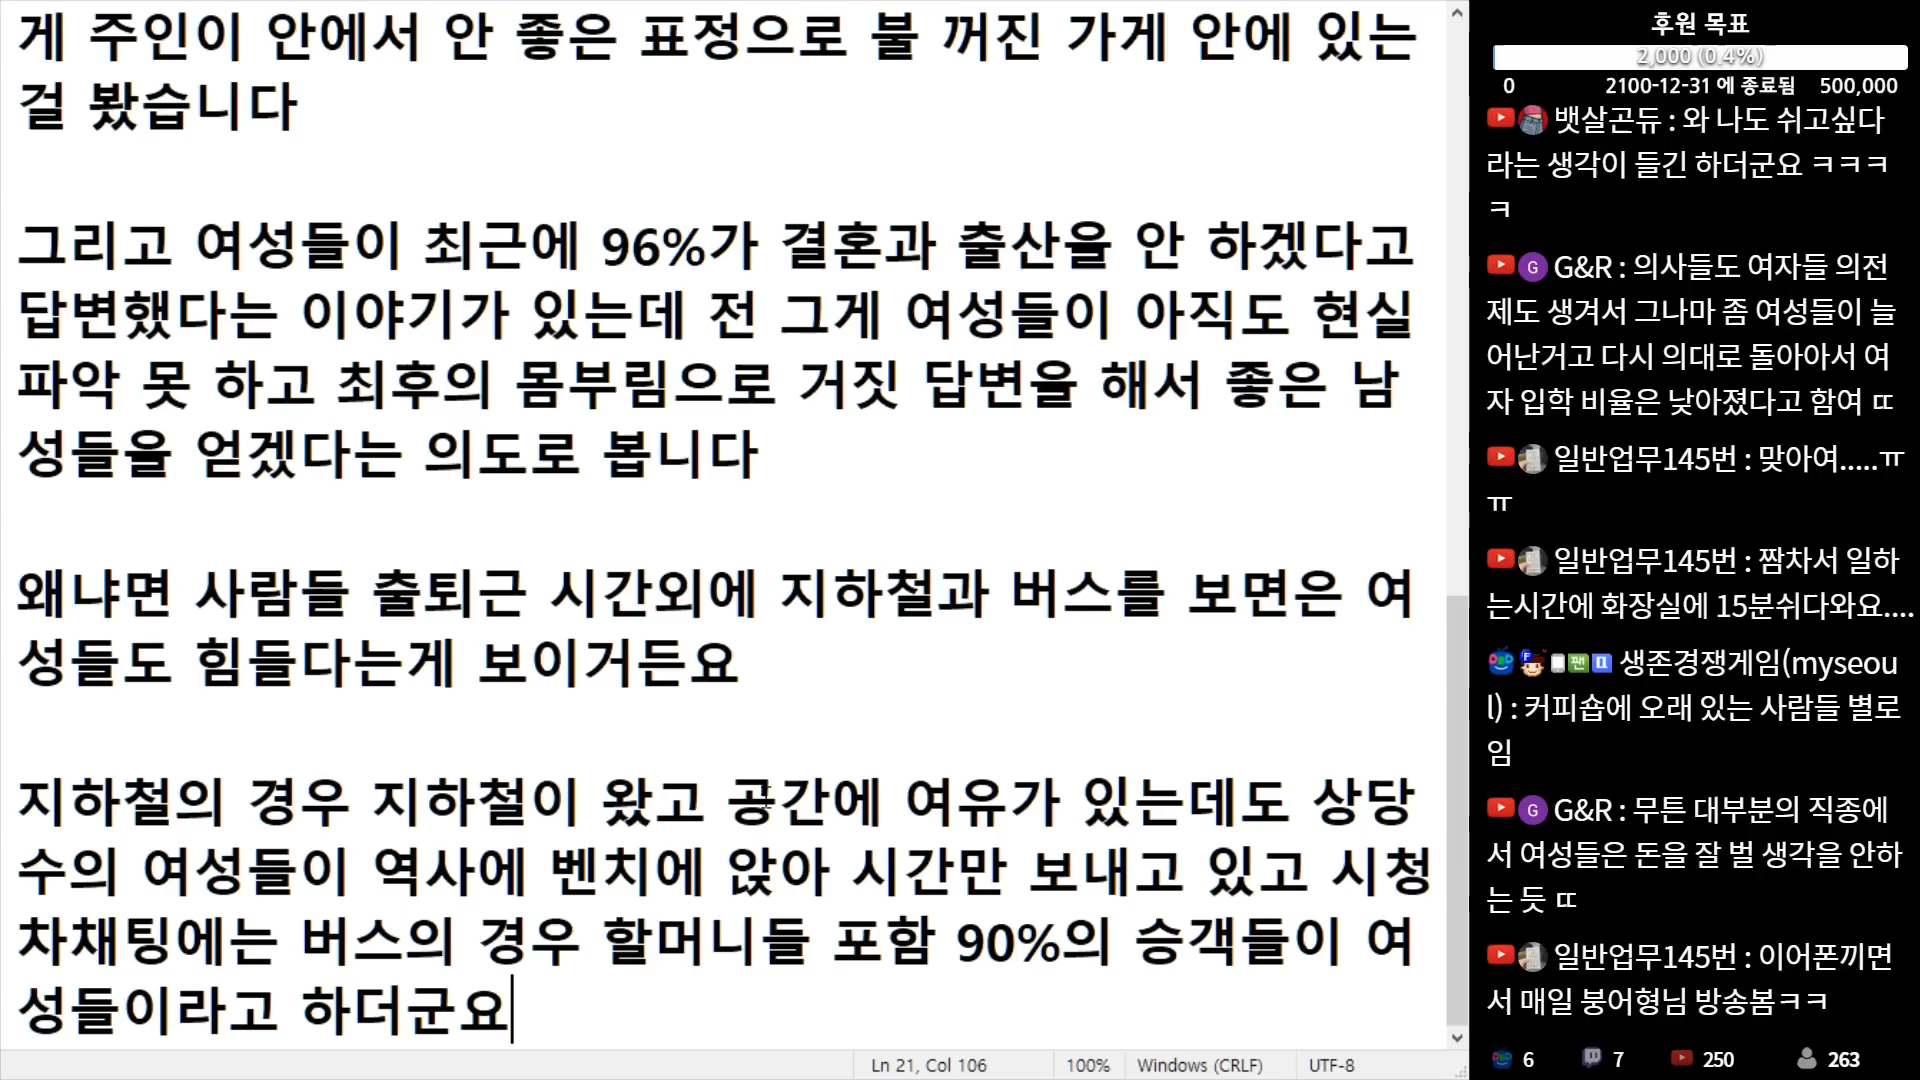 게 주인이 안에서 안 좋은 표정으로 불 꺼진 가게 안에 있는
걸 봤습니다
그리고 여성들이 최근에 96%가 결혼과 출산을 안 하겠다고
답변했다는 이야기가 있는데 전 그게 여성들이 아직도 현실
파악 못 하고 최후의 몸부림으로 거짓 답변을 해서 좋은 남
성들을 얻겠다는 의도로 봅니다
왜냐면 사람들 출퇴근 시간외에 지하철과 버스를 보면은 여
성들도 힘들다는게 보이거든요
지하철의 경우 지하철이 왔고 공간에 여유가 있는데도 상당
수의 여성들이 역사에 벤치에 앉아 시간만 보내고 있고 시청
차채팅에는 버스의 경우 할머니들 포함 90%의 승객들이 여
성들이라고 하더군요
Ln 21, Col 106
100%
Windows (CRLF)
UTF-8
후원 목표
2,000 (0.4%)
0 2100-12-31 에 종료됨 500,000
뱃살곤듀 : 와 나도 쉬고싶다
라는 생각이 들긴 하더군요 ㅋㅋㅋ
ㅋ
G G&R : 의사들도 여자들 의전
제도 생겨서 그나마 좀 여성들이 늘
어난거고 다시 의대로 돌아아서 여
자 입학 비율은 낮아졌다고 함여 ㄸ
일반업무145번 : 맞아여.....ㅠ
ㅠ
일반업무145번 : 짬차서 일하
는시간에 화장실에 15분쉬다와요....
F 팬 생존경쟁게임(myseou
l) : 커피숍에 오래 있는 사람들 별로
임
G G&R : 무튼 대부분의 직종에
서 여성들은 돈을 잘 벌 생각을 안하
는 듯 ㄸ
일반업무145번 : 이어폰끼면
서 매일 붕어형님 방송봄ㅋㅋ
6 7 250 263